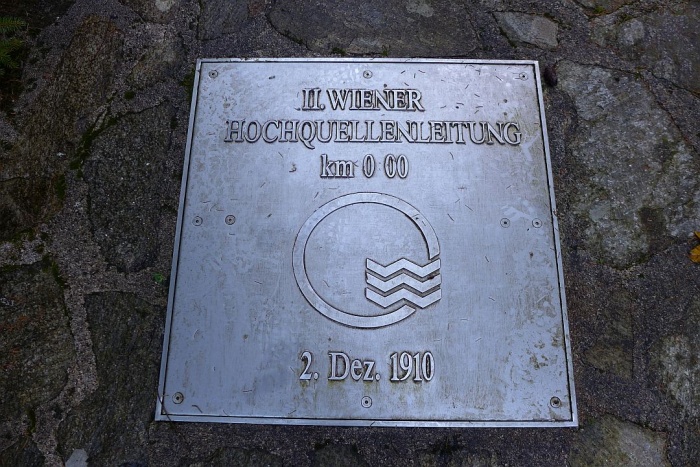 II. WIENER
HOCHQUELLENLEITUNG
km 0 00
2. Dez. 1910